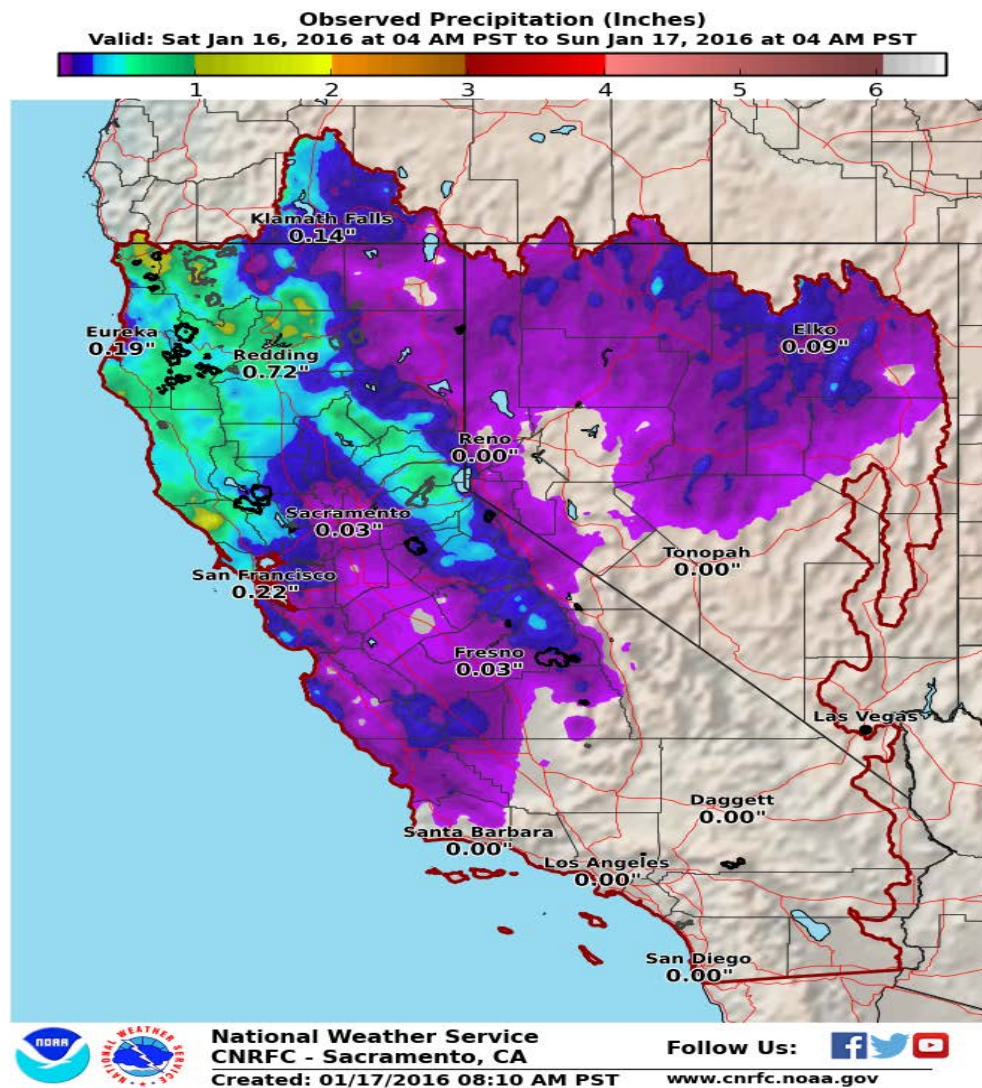 Observed Precipitation (Inches)
Valid: Sat Jan 16, 2016 at 04 AM PST to Sun Jan 17, 2016 at 04 AM PST
1 2 3 4 5 6
Klamath Falls
0.14"
Eureka
0.19"
Redding
0.72"
Elko
0.09"
Reno
0.00"
Sacramento
0.03"
Tonopah
0.00"
San Francisco
0.22"
Fresno
0.03"
Las Vegas
Daggett
0.00"
Santa Barbara
0.00"
Los Angeles
0.00"
San Diego
0.00"
NOAA
NATIONAL WEATHER SERVICE
National Weather Service
CNRFC - Sacramento, CA
Created: 01/17/2016 08:10 AM PST
Follow Us:
www.cnrfc.noaa.gov